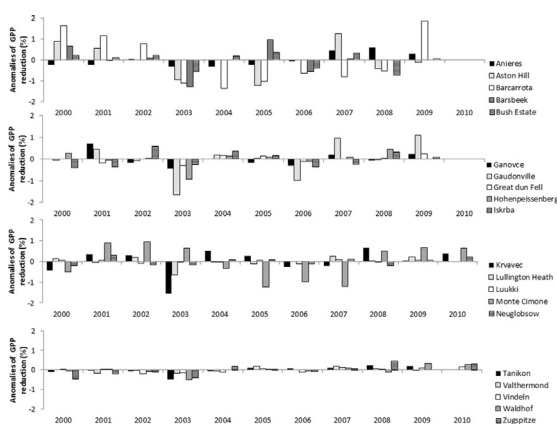 Anomalies of GPP
reduction (%)
2
1
0
-1
-2
2000 2001 2002 2003 2004 2005 2006 2007 2008 2009 2010
Anieres
Aston Hill
Barcarrota
Barsbeek
Bush Estate
Anomalies of GPP
reduction (%)
2
1
0
-1
-2
2000 2001 2002 2003 2004 2005 2006 2007 2008 2009 2010
Ganovce
Gaudonville
Great dun Fell
Hohenpeissenberg
Iskrba
Anomalies of GPP
reduction (%)
2
1
0
-1
-2
2000 2001 2002 2003 2004 2005 2006 2007 2008 2009 2010
Krvavec
Lullington Heath
Luukki
Monte Cimone
Neuglobsow
Anomalies of GPP
reduction (%)
2
1
0
-1
-2
2000 2001 2002 2003 2004 2005 2006 2007 2008 2009 2010
Tanikon
Valthermond
Vindeln
Waldhof
Zugspitze